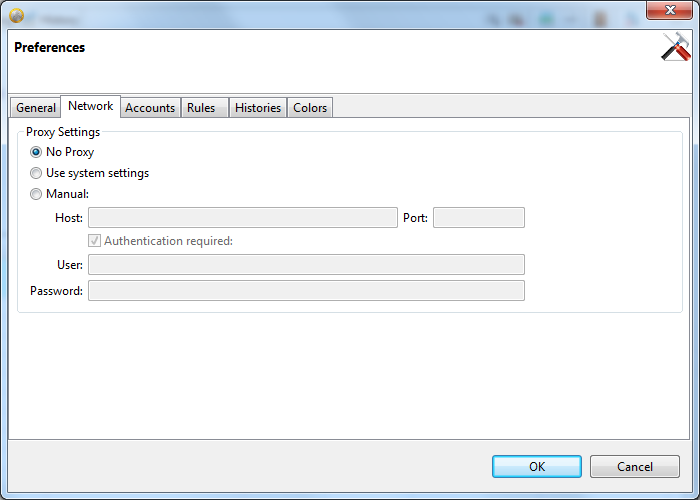 Preferences
General Network Accounts Rules Histories Colors
Proxy Settings
No Proxy
Use system settings
Manual:
Host: Port:
Authentication required:
User:
Password:
OK Cancel